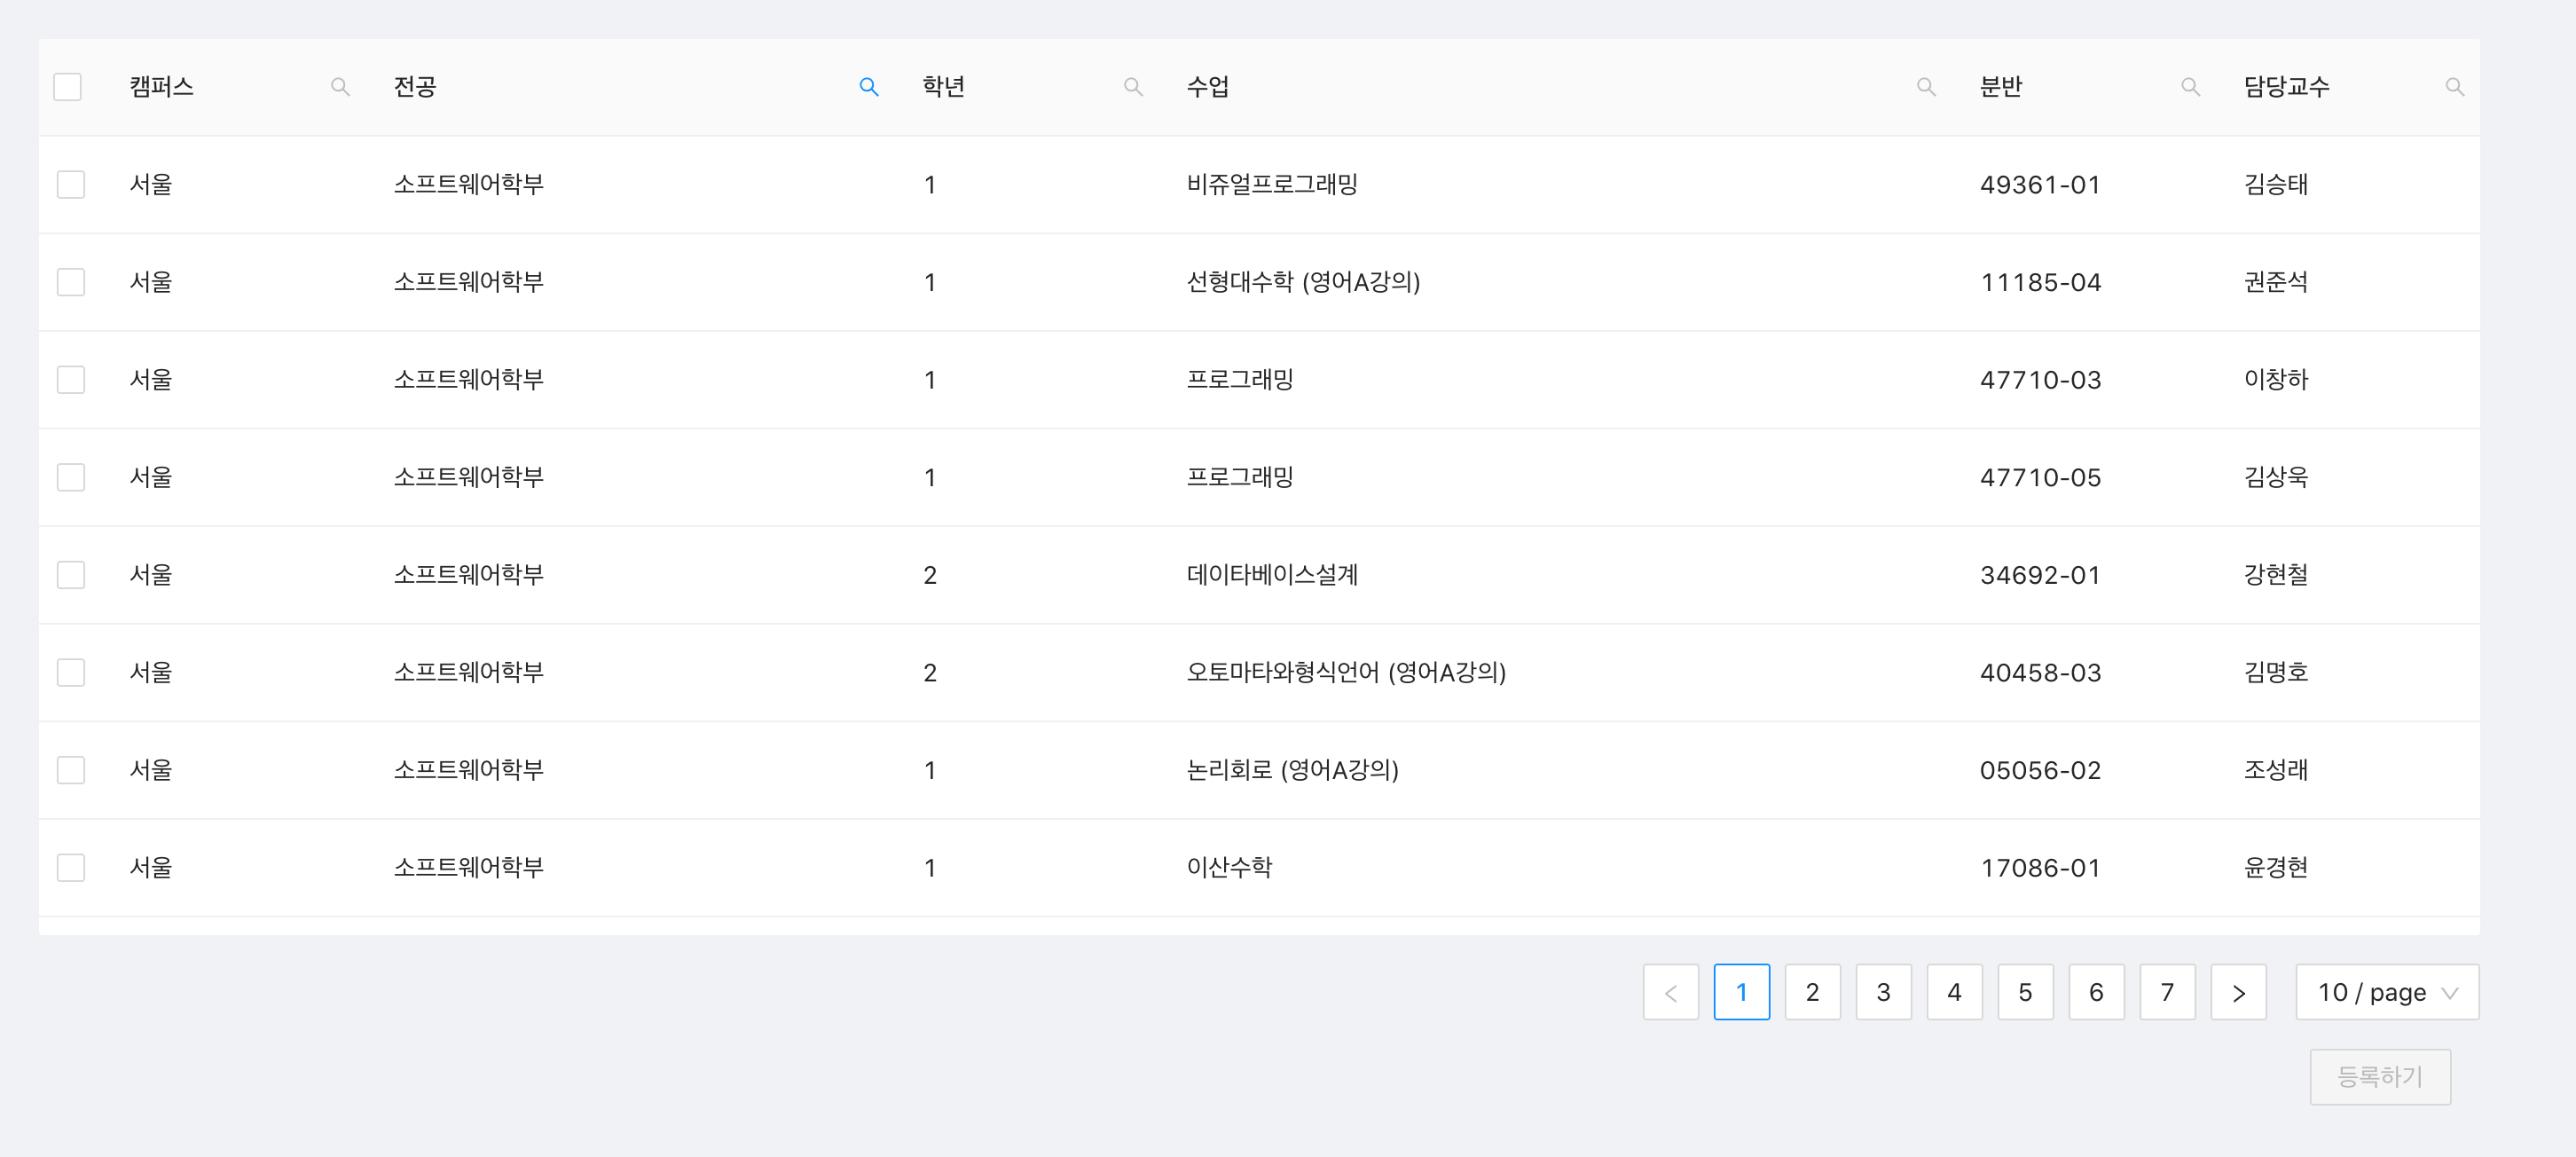 캠퍼스 전공 학년 수업 분반 담당교수
서울 소프트웨어학부 1 비쥬얼프로그래밍 49361-01 김승태
서울 소프트웨어학부 1 선형대수학 (영어A강의) 11185-04 권준석
서울 소프트웨어학부 1 프로그래밍 47710-03 이창하
서울 소프트웨어학부 1 프로그래밍 47710-05 김상욱
서울 소프트웨어학부 2 데이타베이스설계 34692-01 강현철
서울 소프트웨어학부 2 오토마타와형식언어 (영어A강의) 40458-03 김명호
서울 소프트웨어학부 1 논리회로 (영어A강의) 05056-02 조성래
서울 소프트웨어학부 1 이산수학 17086-01 윤경현
< 1 2 3 4 5 6 7 > 10 / page
등록하기